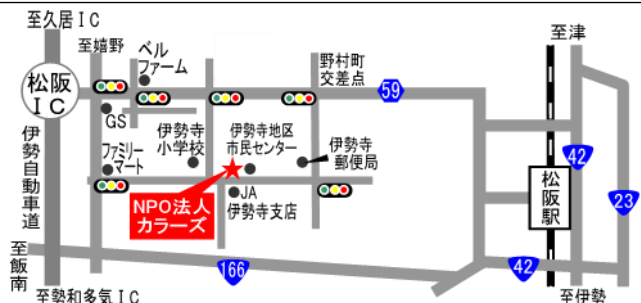 至久居IC
至嬉野
ベル
ファーム
野村町
交差点
至津
松阪
IC
59
GS
伊勢寺
小学校
伊勢寺地区
市民センター
伊勢寺
郵便局
ファミリー
マート
伊勢自動車道
NPO法人
カラーズ
JA
伊勢寺支店
42
松阪駅
23
至飯南
166
42
至勢和多気IC
至伊勢